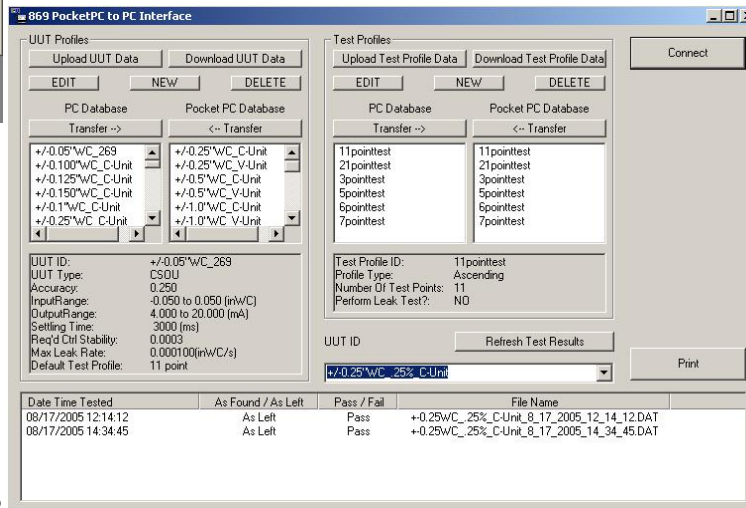 869 PocketPC to PC Interface
UUT Profiles
Upload UUT Data
Download UUT Data
EDIT
NEW
DELETE
PC Database
Pocket PC Database
Transfer -->
<-- Transfer
+/-0.05"WC_269
+/-0.100"WC_C-Unit
+/-0.125"WC_C-Unit
+/-0.150"WC_C-Unit
+/-0.1"WC_C-Unit
+/-0.25"WC C-Unit
+/-0.25"WC_C-Unit
+/-0.25"WC_V-Unit
+/-0.5"WC_C-Unit
+/-0.5"WC_V-Unit
+/-1.0"WC_C-Unit
+/-1.0"WC V-Unit
UUT ID: +/-0.05"WC_269
UUT Type: CSOU
Accuracy: 0.250
InputRange: -0.050 to 0.050 (inWC)
OutputRange: 4.000 to 20.000 (mA)
Settling Time: 3000 (ms)
Req'd Ctrl Stability: 0.0003
Max Leak Rate: 0.000100(inWC/s)
Default Test Profile: 11 point
Test Profiles
Upload Test Profile Data
Download Test Profile Data
EDIT
NEW
DELETE
PC Database
Pocket PC Database
Transfer -->
<-- Transfer
11pointtest
21pointtest
3pointtest
5pointtest
6pointtest
7pointtest
11pointtest
21pointtest
3pointtest
5pointtest
6pointtest
7pointtest
Test Profile ID: 11pointtest
Profile Type: Ascending
Number Of Test Points: 11
Perform Leak Test?: NO
UUT ID
Refresh Test Results
+/-0.25"WC_.25%_C-Unit
Connect
Print
Date Time Tested As Found / As Left Pass / Fail File Name
08/17/2005 12:14:12 As Left Pass +-0.25WC_.25%_C-Unit_8_17_2005_12_14_12.DAT
08/17/2005 14:34:45 As Left Pass +-0.25WC_.25%_C-Unit_8_17_2005_14_34_45.DAT